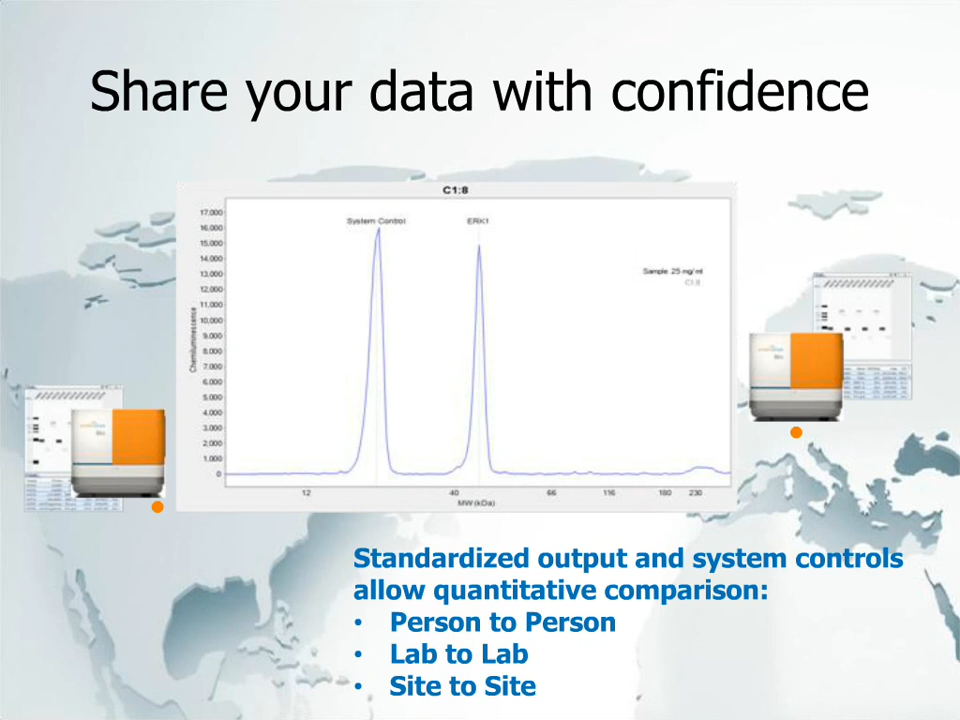 Share your data with confidence
C1:8
System Control
ERK1
Sample .25 mg/ml
C1:8
Chemiluminescence
17,000
16,000
15,000
14,000
13,000
12,000
11,000
10,000
9,000
8,000
7,000
6,000
5,000
4,000
3,000
2,000
1,000
0
12
40
66
116
180
230
MW (kDa)
Standardized output and system controls
allow quantitative comparison:
• Person to Person
• Lab to Lab
• Site to Site